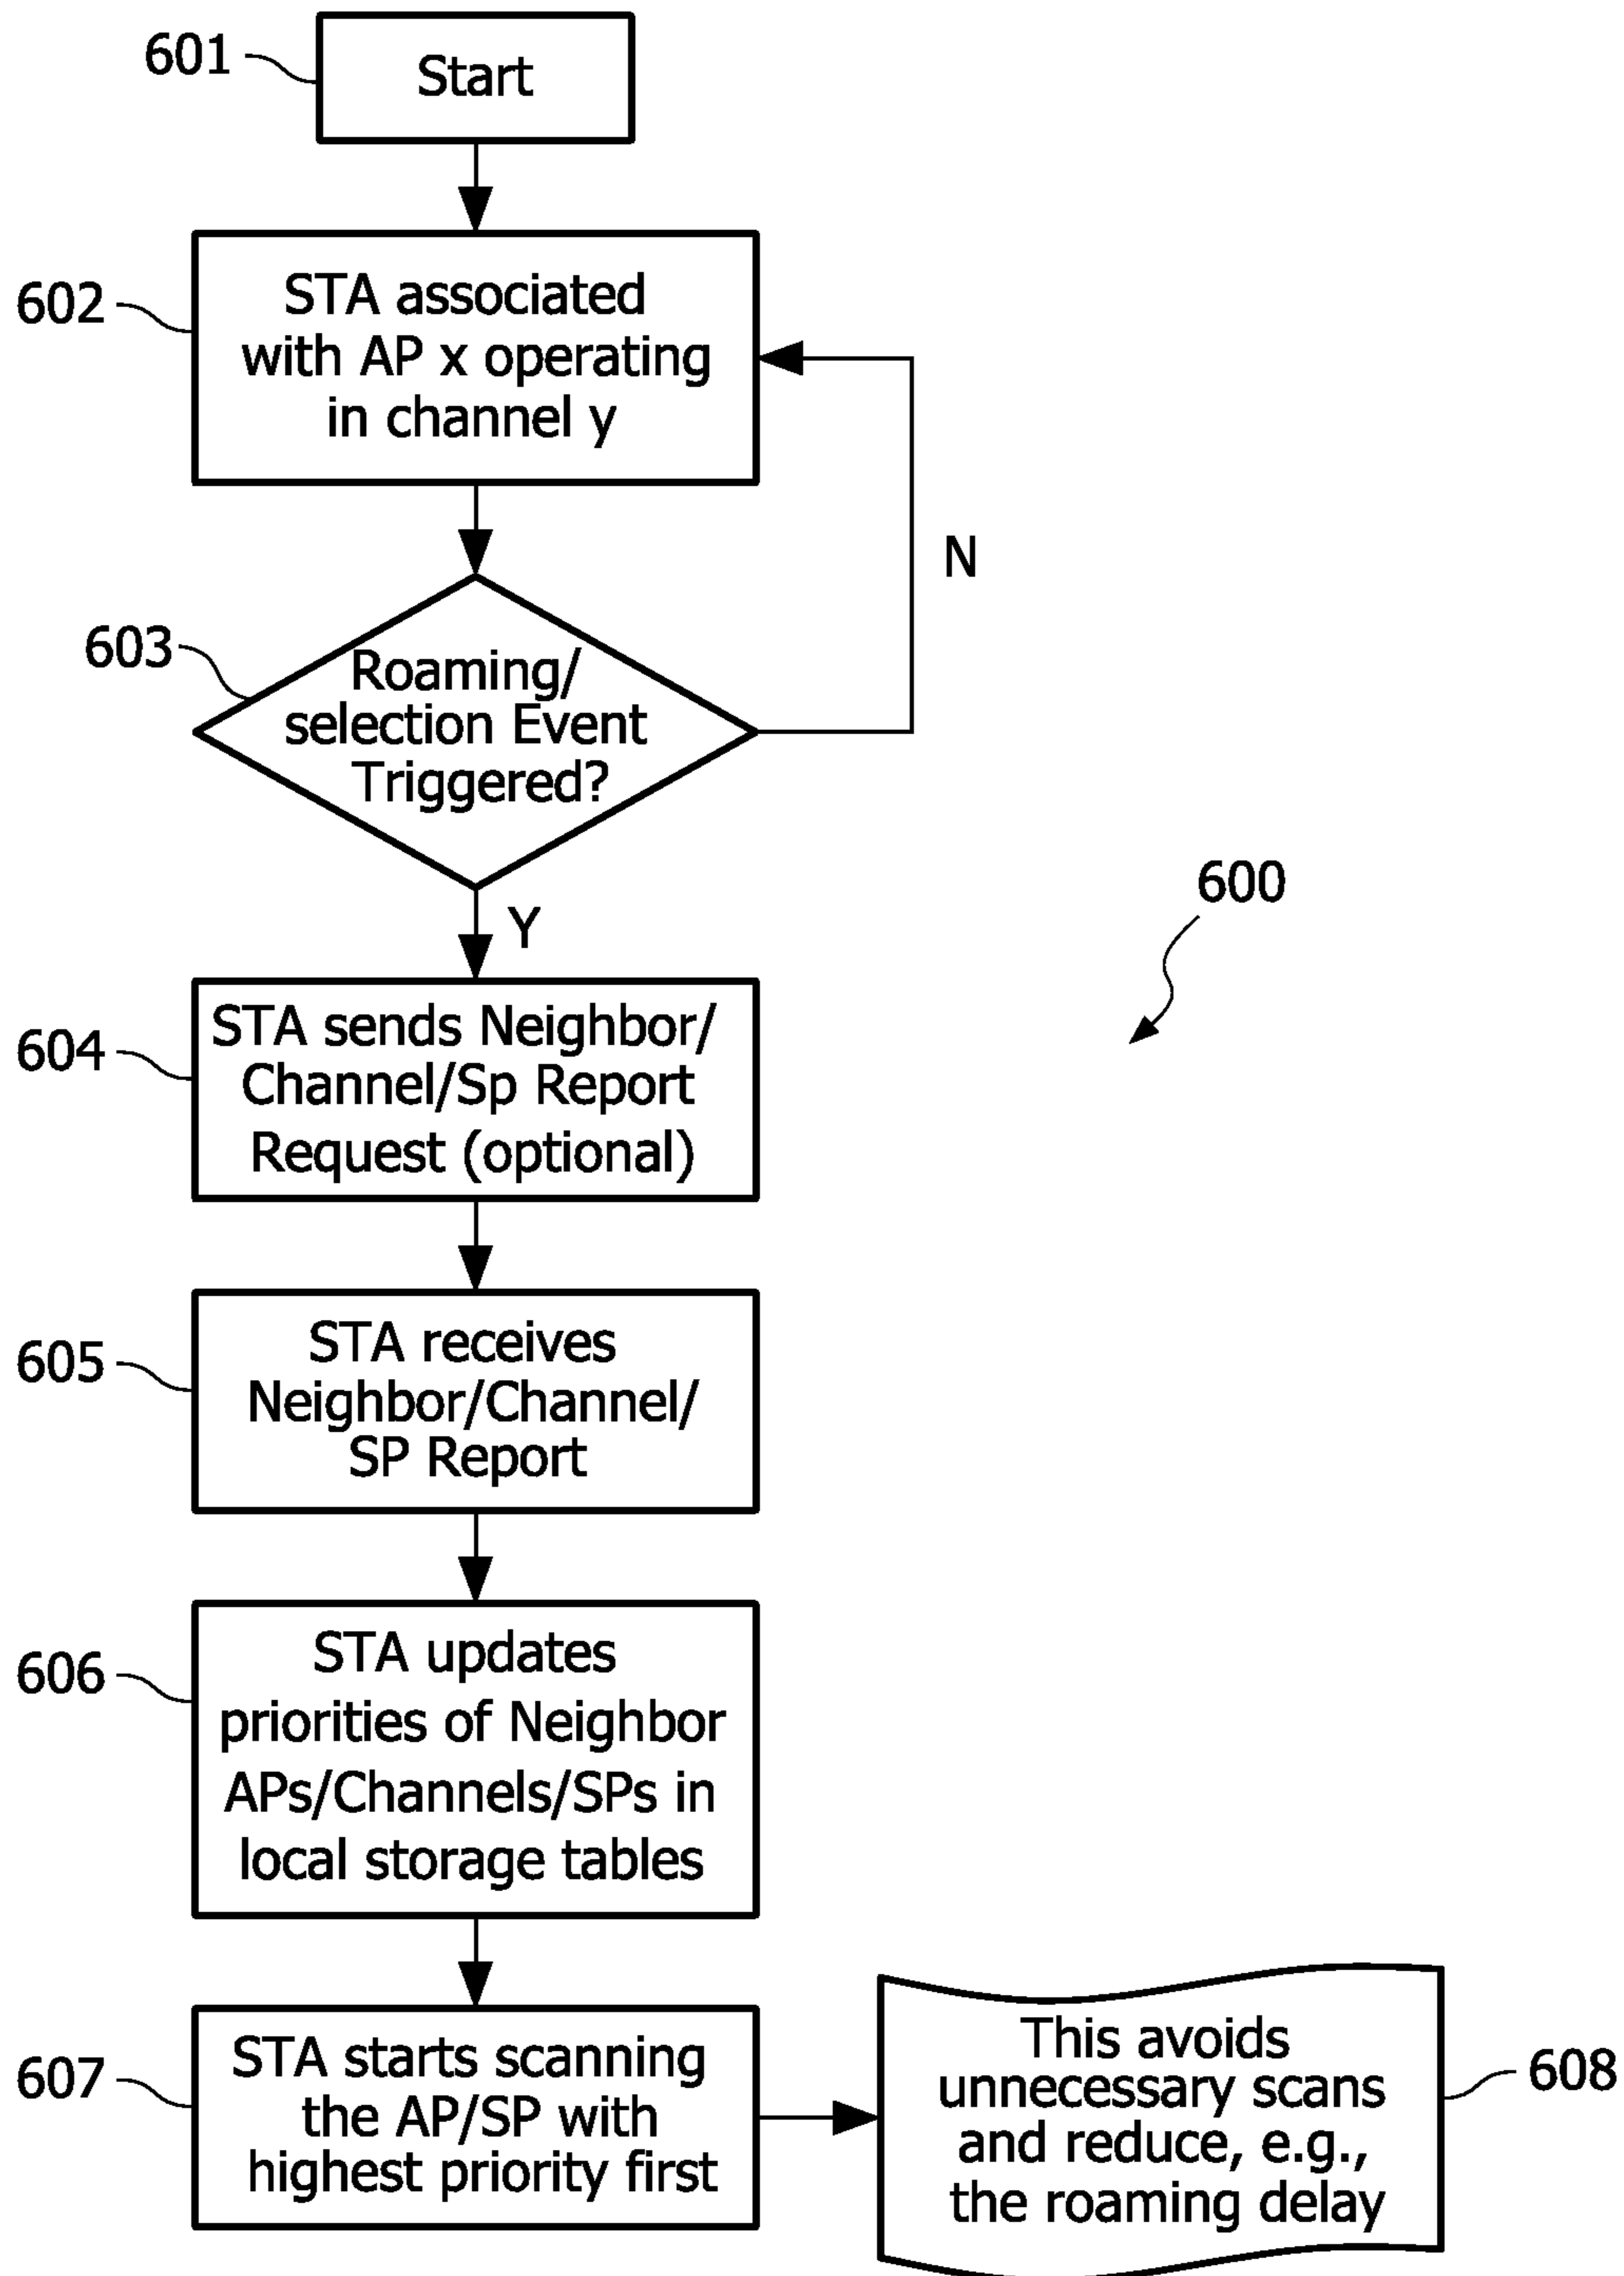 601
Start
602
STA associated
with AP x operating
in channel y
N
603
Roaming/
selection Event
Triggered?
600
Y
604
STA sends Neighbor/
Channel/Sp Report
Request (optional)
605
STA receives
Neighbor/Channel/
SP Report
606
STA updates
priorities of Neighbor
APs/Channels/SPs in
local storage tables
607
STA starts scanning
the AP/SP with
highest priority first
This avoids
unnecessary scans
and reduce, e.g.,
the roaming delay
608